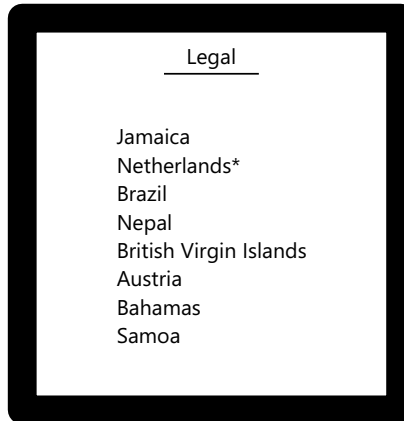 Legal
Jamaica
Netherlands*
Brazil
Nepal
British Virgin Islands
Austria
Bahamas
Samoa